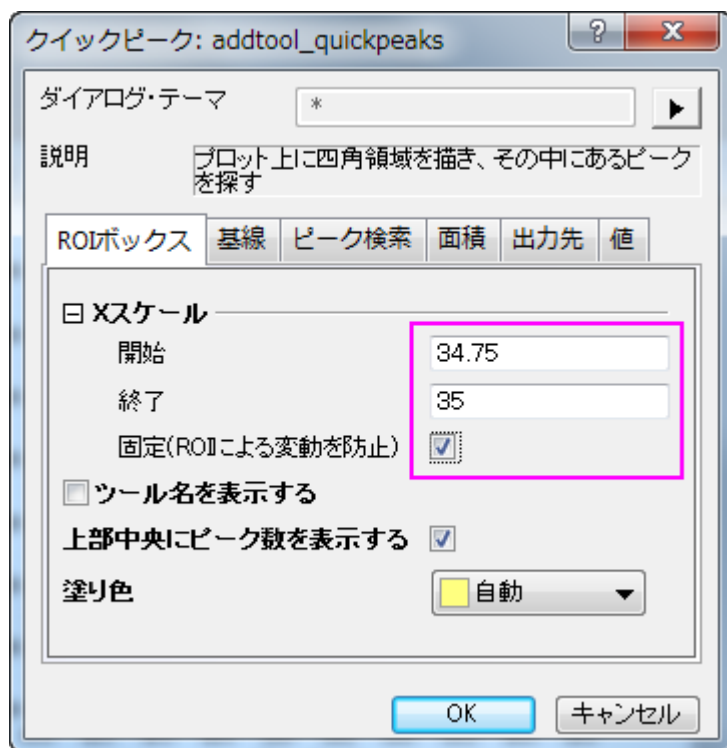 クイックピーク: addtool_quickpeaks
ダイアログ・テーマ
*
説明
プロット上に四角領域を描き、その中にあるピーク
を探す
ROIボックス 基線 ピーク検索 面積 出力先 値
Xスケール
開始 34.75
終了 35
固定(ROIによる変動を防止)
ツール名を表示する
上部中央にピーク数を表示する
塗り色 自動
OK キャンセル